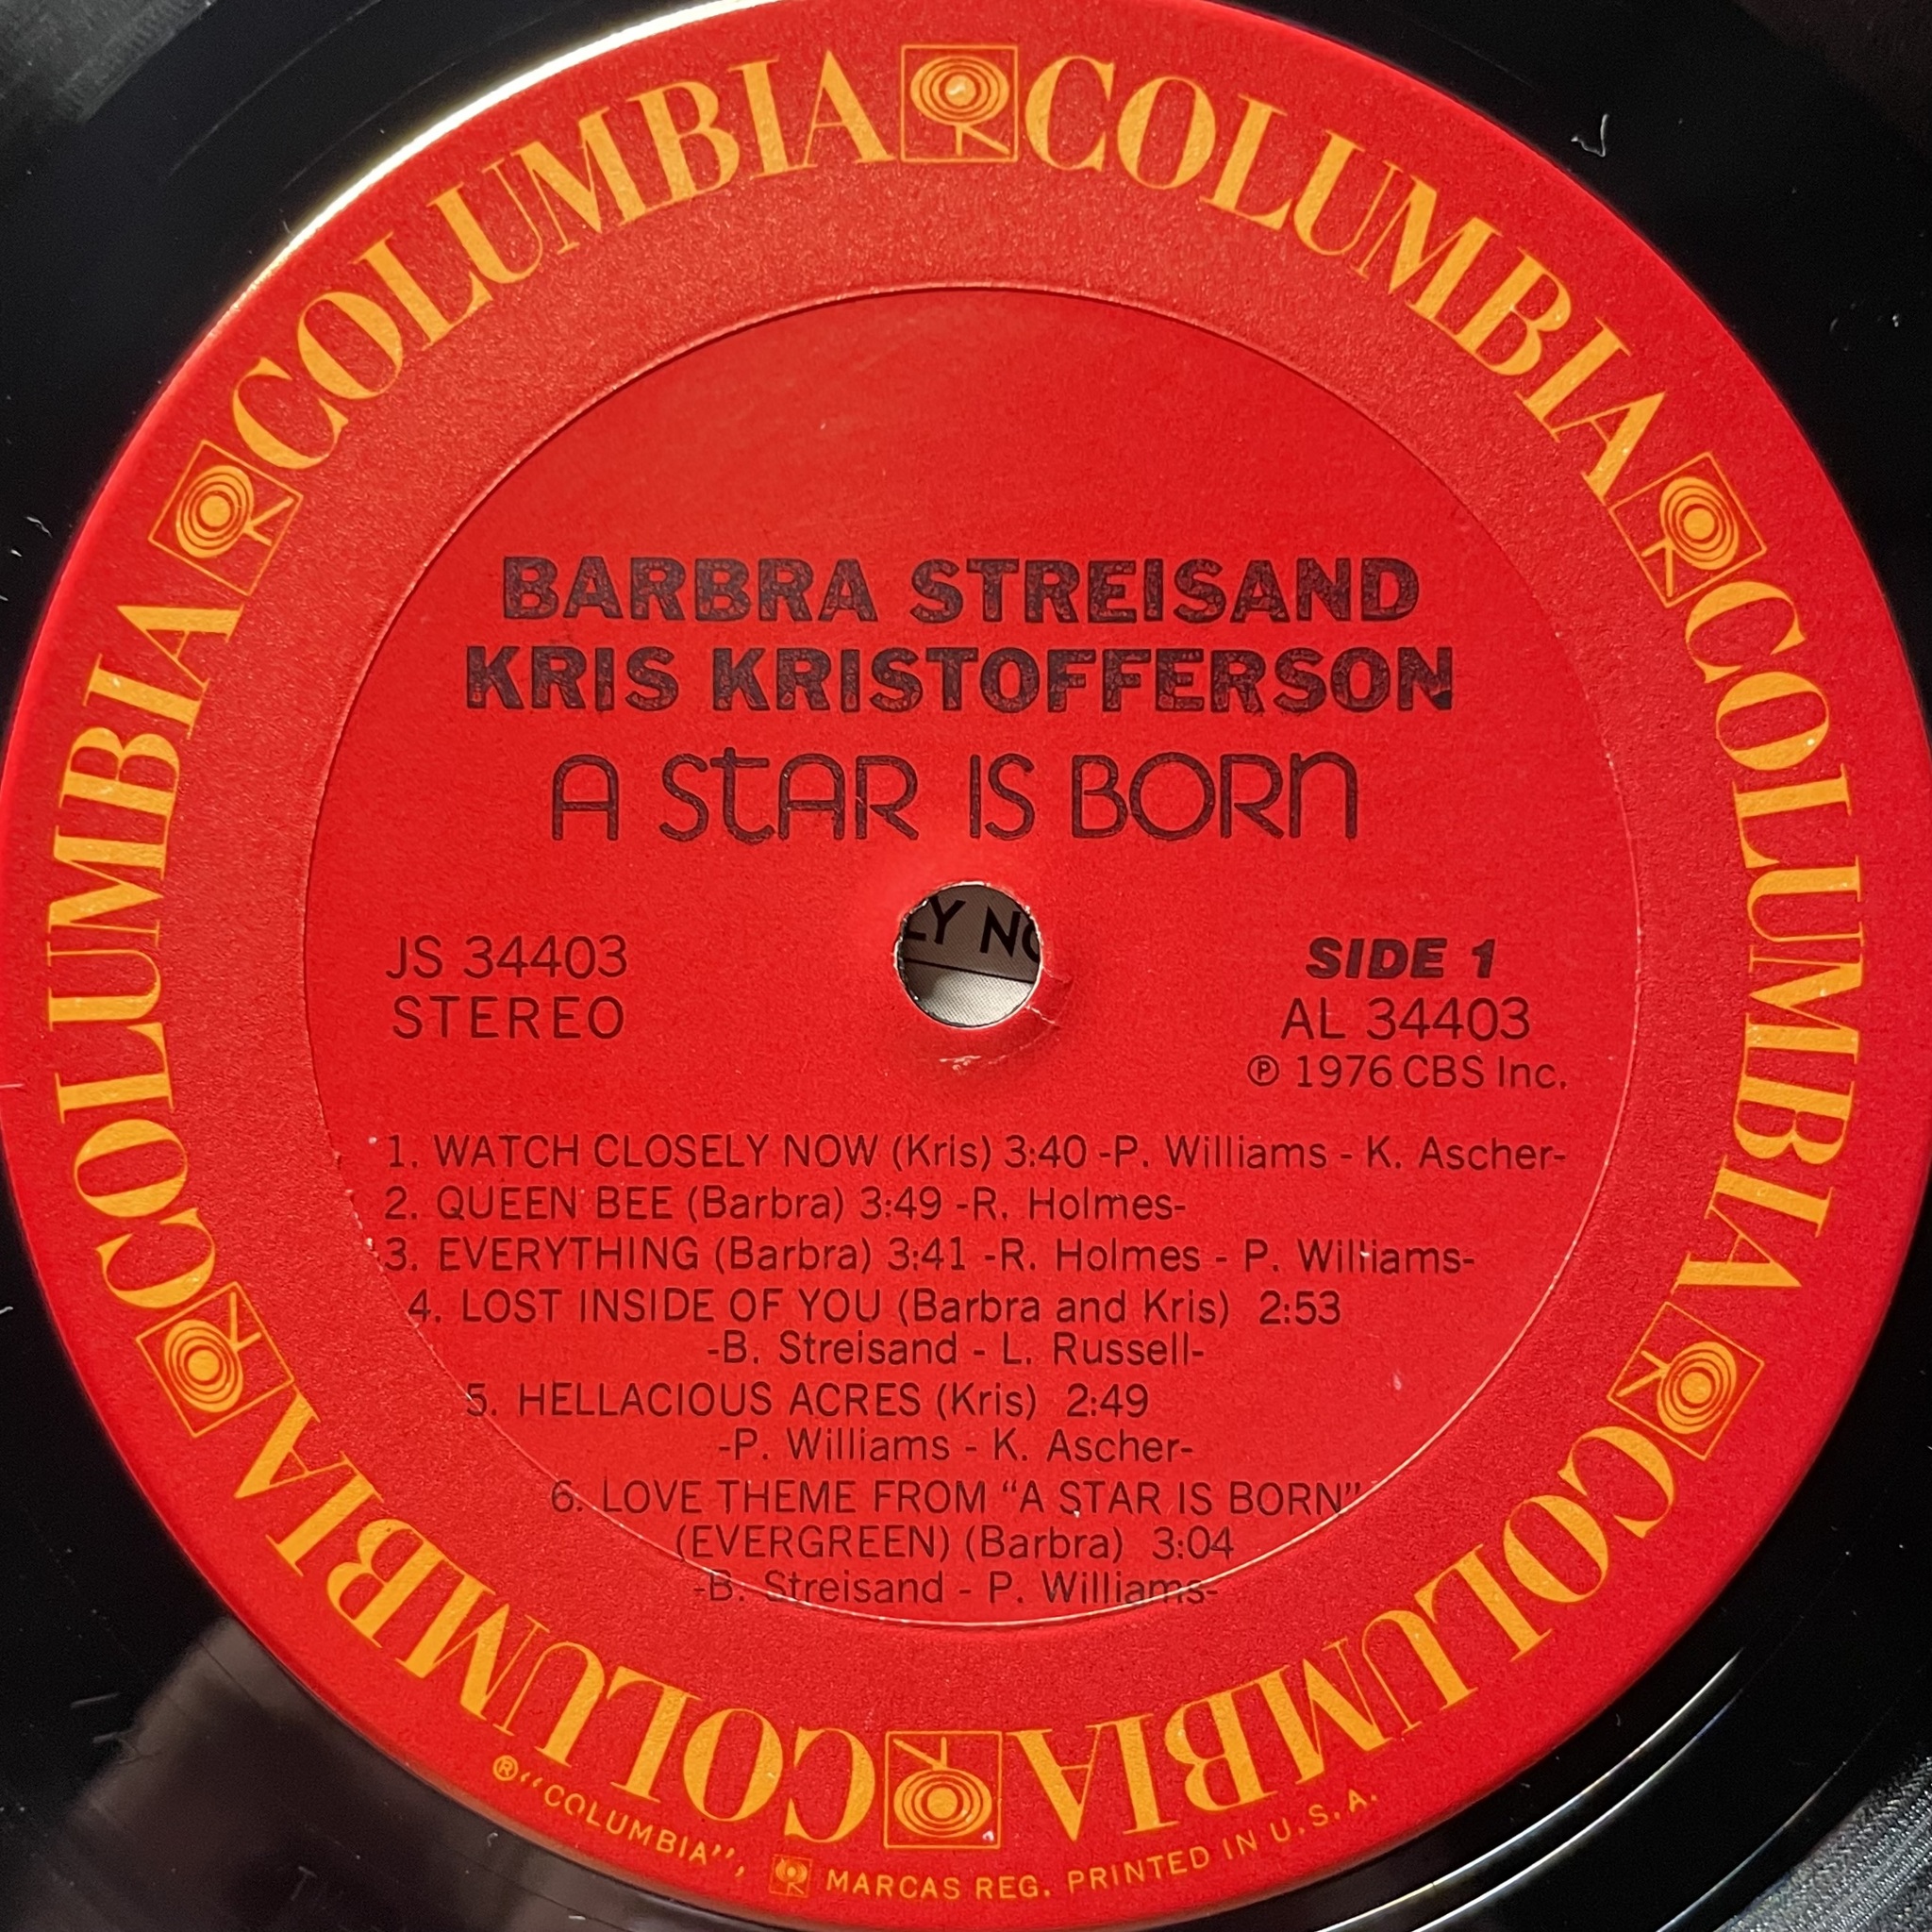 COLUMBIA COLUMBIA COLUMBIA COLUMBIA COLUMBIA COLUMBIA
BARBRA STREISAND
KRIS KRISTOFFERSON
A StAR IS BORn
LY NO
JS 34403
STEREO
SIDE 1
AL 34403
Ⓟ 1976 CBS Inc.
1. WATCH CLOSELY NOW (Kris) 3:40 -P. Williams - K. Ascher-
2. QUEEN BEE (Barbra) 3:49 -R. Holmes-
3. EVERYTHING (Barbra) 3:41 -R. Holmes - P. Williams-
4. LOST INSIDE OF YOU (Barbra and Kris) 2:53
-B. Streisand - L. Russell-
5. HELLACIOUS ACRES (Kris) 2:49
-P. Williams - K. Ascher-
6. LOVE THEME FROM “A STAR IS BORN”
(EVERGREEN) (Barbra) 3:04
-B. Streisand - P. Williams-
® “COLUMBIA”, MARCAS REG. PRINTED IN U.S.A.